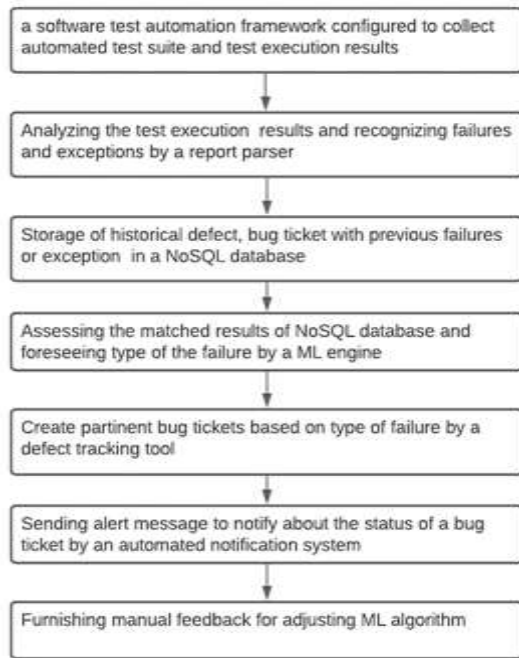 a software test automation framework configured to collect
automated test suite and test execution results
Analyzing the test execution results and recognizing failures
and exceptions by a report parser
Storage of historical defect, bug ticket with previous failures
or exception in a NoSQL database
Assessing the matched results of NoSQL database and
foreseeing type of the failure by a ML engine
Create partinent bug tickets based on type of failure by a
defect tracking tool
Sending alert message to notify about the status of a bug
ticket by an automated notification system
Furnishing manual feedback for adjusting ML algorithm